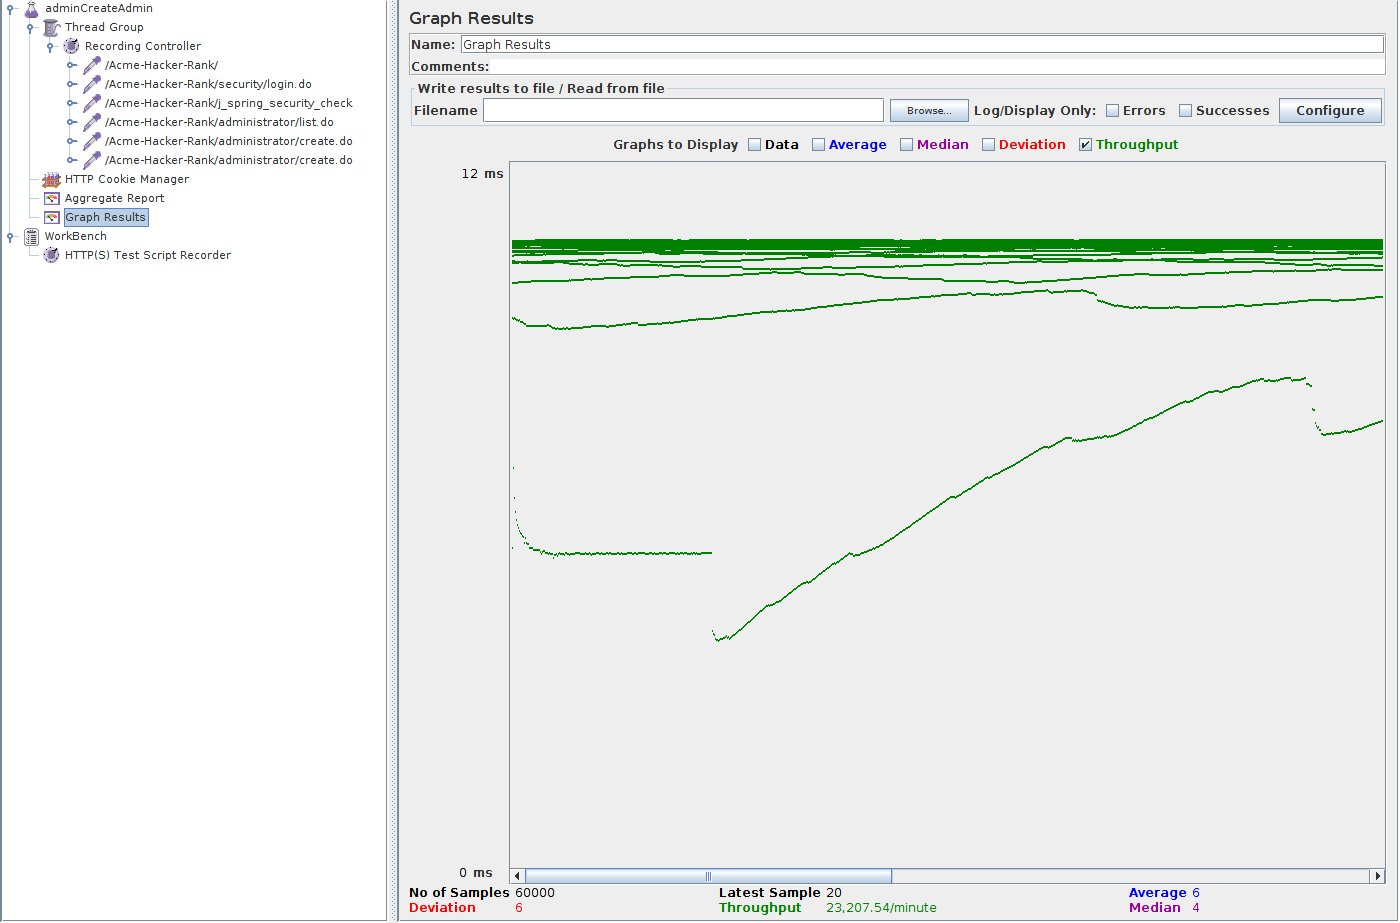 adminCreateAdmin
Thread Group
Recording Controller
/Acme-Hacker-Rank/
/Acme-Hacker-Rank/security/login.do
/Acme-Hacker-Rank/j_spring_security_check
/Acme-Hacker-Rank/administrator/list.do
/Acme-Hacker-Rank/administrator/create.do
/Acme-Hacker-Rank/administrator/create.do
HTTP Cookie Manager
Aggregate Report
Graph Results
WorkBench
HTTP(S) Test Script Recorder
Graph Results
Name: Graph Results
Comments:
Write results to file / Read from file
Filename Browse... Log/Display Only: Errors Successes Configure
Graphs to Display Data Average Median Deviation Throughput
12 ms
0 ms
No of Samples 60000 Latest Sample 20 Average 6
Deviation 6 Throughput 23,207.54/minute Median 4